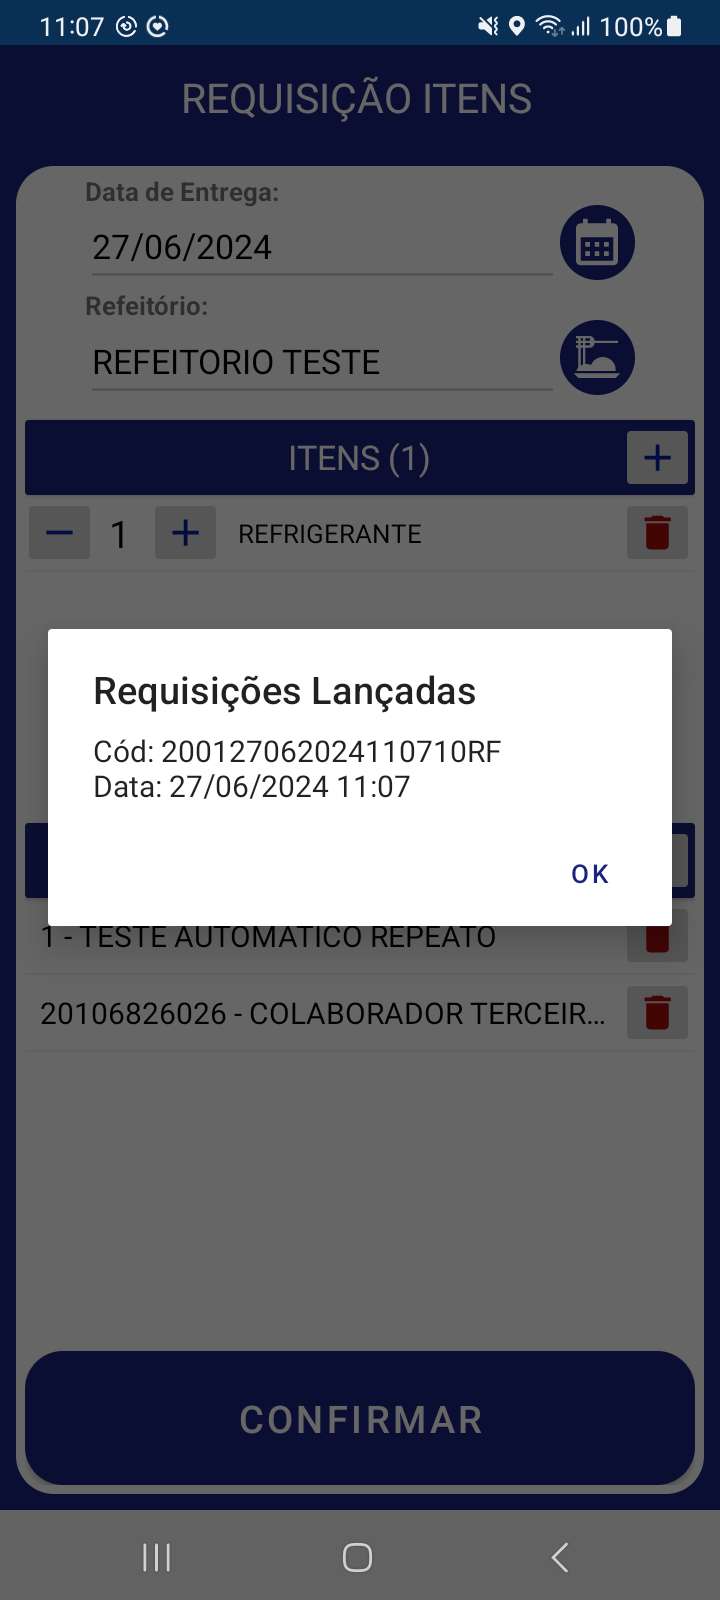 11:07 100%
REQUISIÇÃO ITENS
Data de Entrega:
27/06/2024
Refeitório:
REFEITORIO TESTE
ITENS (1)
1 REFRIGERANTE
Requisições Lançadas
Cód: 200127062024110710RF
Data: 27/06/2024 11:07
OK
1 - TESTE AUTOMATICO REPEATO
20106826026 - COLABORADOR TERCEIR...
CONFIRMAR